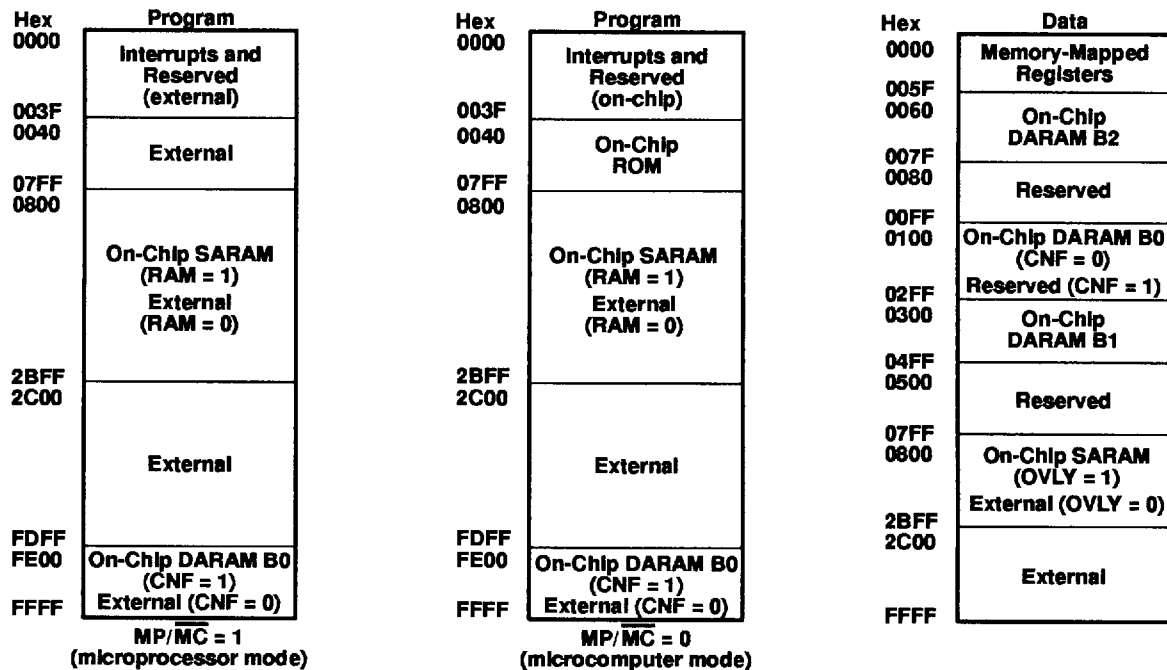 Hex
Program
0000
Interrupts and
Reserved
(external)
003F
0040
External
07FF
0800
On-Chip SARAM
(RAM = 1)
External
(RAM = 0)
2BFF
2C00
External
FDFF
FE00
On-Chip DARAM B0
(CNF = 1)
External (CNF = 0)
FFFF
MP/M̅C̅ = 1
(microprocessor mode)
Hex
Program
0000
Interrupts and
Reserved
(on-chip)
003F
0040
On-Chip
ROM
07FF
0800
On-Chip SARAM
(RAM = 1)
External
(RAM = 0)
2BFF
2C00
External
FDFF
FE00
On-Chip DARAM B0
(CNF = 1)
External (CNF = 0)
FFFF
MP/M̅C̅ = 0
(microcomputer mode)
Hex
Data
0000
Memory-Mapped
Registers
005F
0060
On-Chip
DARAM B2
007F
0080
Reserved
00FF
0100
On-Chip DARAM B0
(CNF = 0)
Reserved (CNF = 1)
02FF
0300
On-Chip
DARAM B1
04FF
0500
Reserved
07FF
0800
On-Chip SARAM
(OVLY = 1)
External (OVLY = 0)
2BFF
2C00
External
FFFF